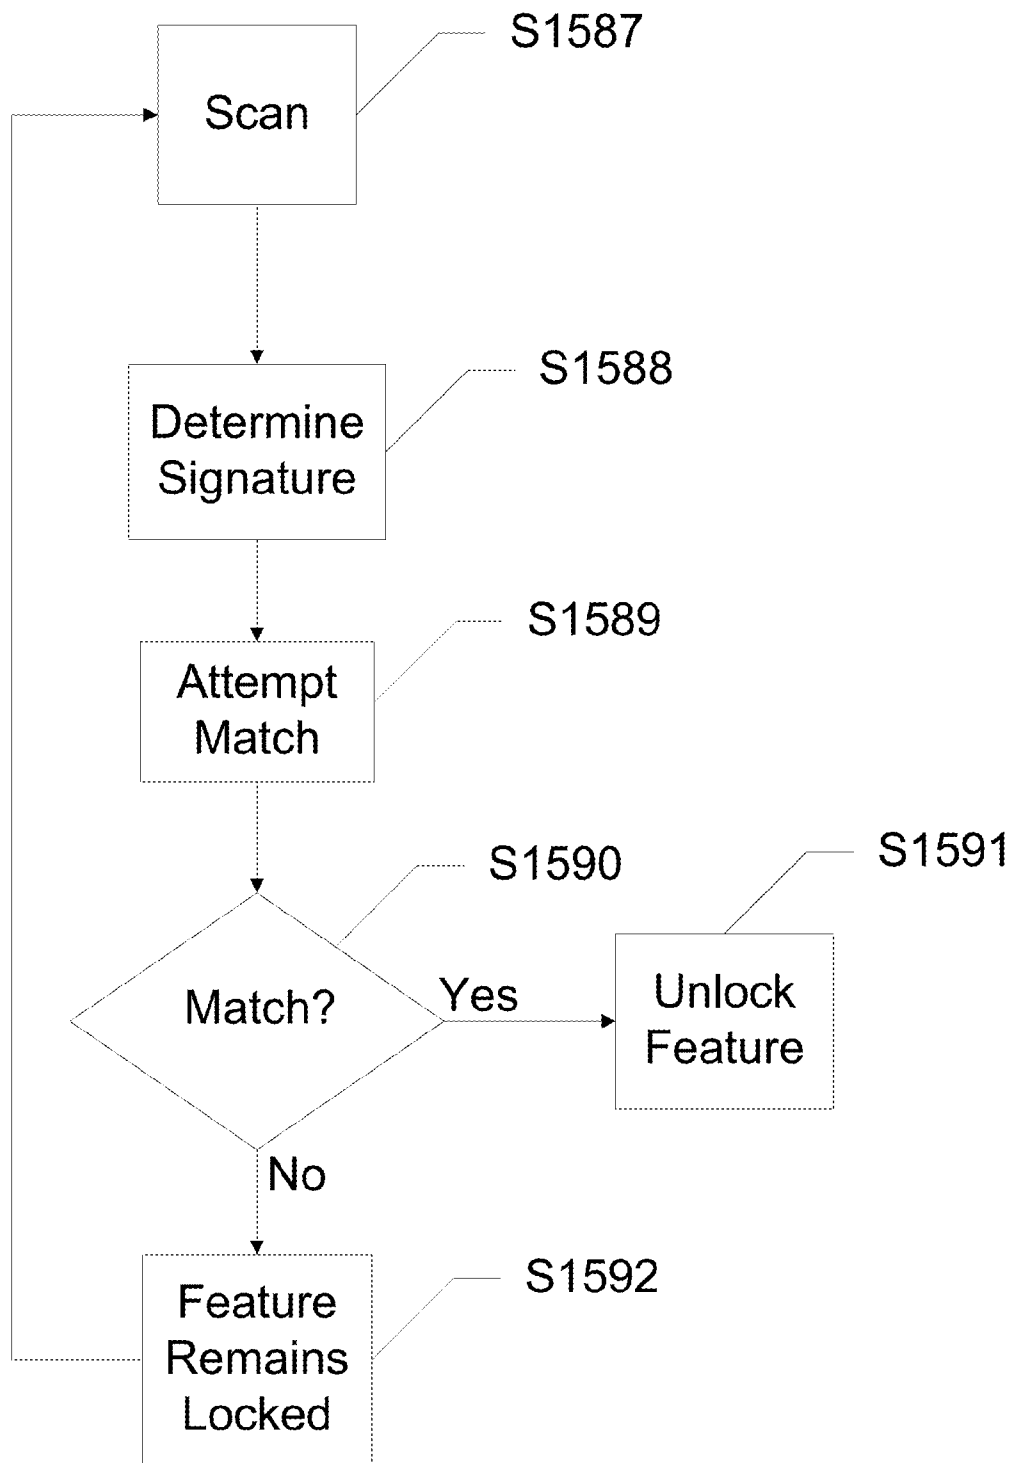 S1587
Scan
S1588
Determine
Signature
S1589
Attempt
Match
S1590
S1591
Match?
Yes
Unlock
Feature
No
S1592
Feature
Remains
Locked